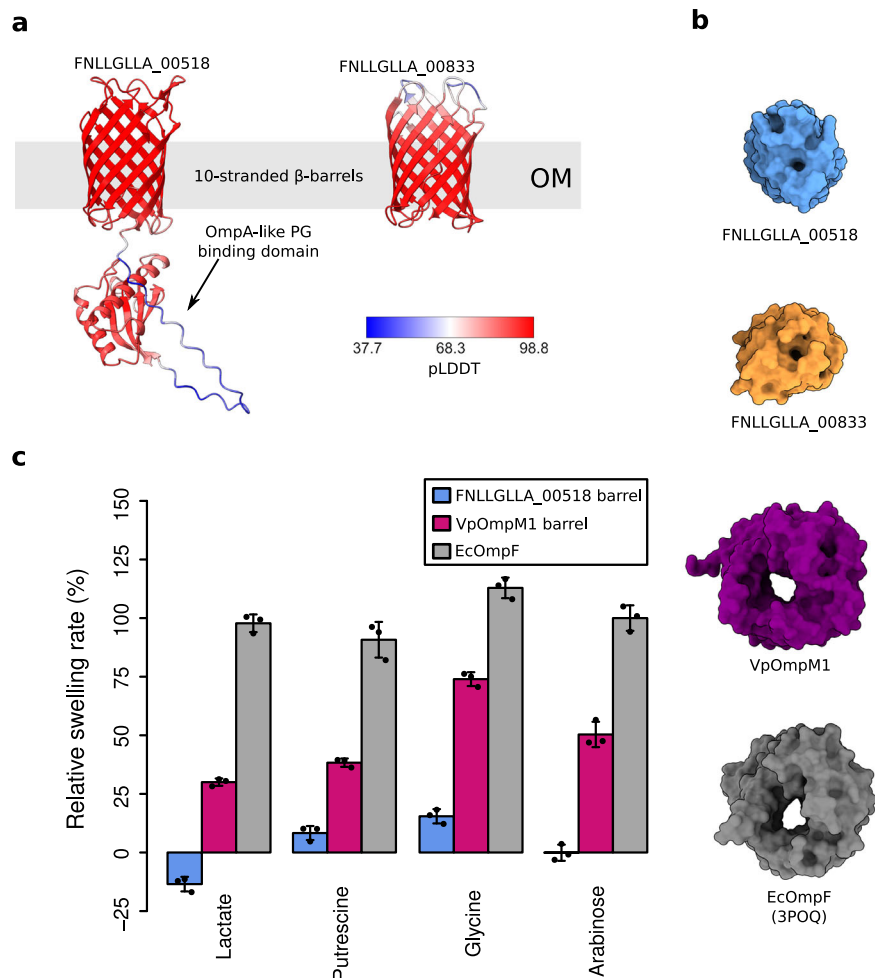 a
FNLLGLLA_00518
FNLLGLLA_00833
10-stranded β-barrels
OM
OmpA-like PG
binding domain
37.7
68.3
98.8
pLDDT
b
FNLLGLLA_00518
FNLLGLLA_00833
VpOmpM1
EcOmpF
(3POQ)
c
Relative swelling rate (%)
150
125
100
75
50
25
0
−25
FNLLGLLA_00518 barrel
VpOmpM1 barrel
EcOmpF
Lactate
Putrescine
Glycine
Arabinose